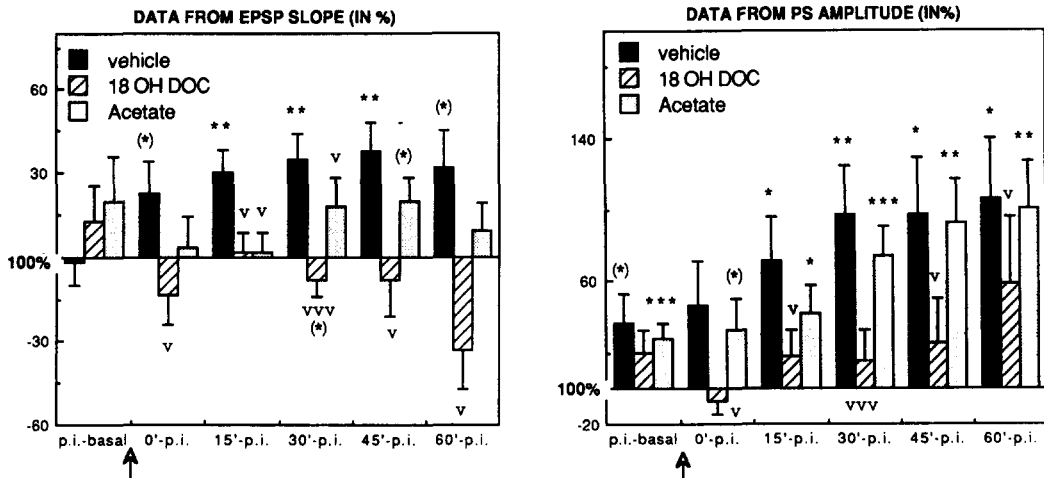 DATA FROM EPSP SLOPE (IN %)
vehicle
18 OH DOC
Acetate
60
30
100%
-30
-60
(*)
* *
* *
* *
(*)
v v
v
(*)
v
vvv
(*)
v
v
p.i.-basal 0'-p.i. 15'-p.i. 30'-p.i. 45'-p.i. 60'-p.i.
DATA FROM PS AMPLITUDE (IN%)
vehicle
18 OH DOC
Acetate
140
60
100%
-20
(*)
***
(*)
v
*
v
*
**
***
vvv
*
v
**
*
v
**
p.i.-basal 0'-p.i. 15'-p.i. 30'-p.i. 45'-p.i. 60'-p.i.